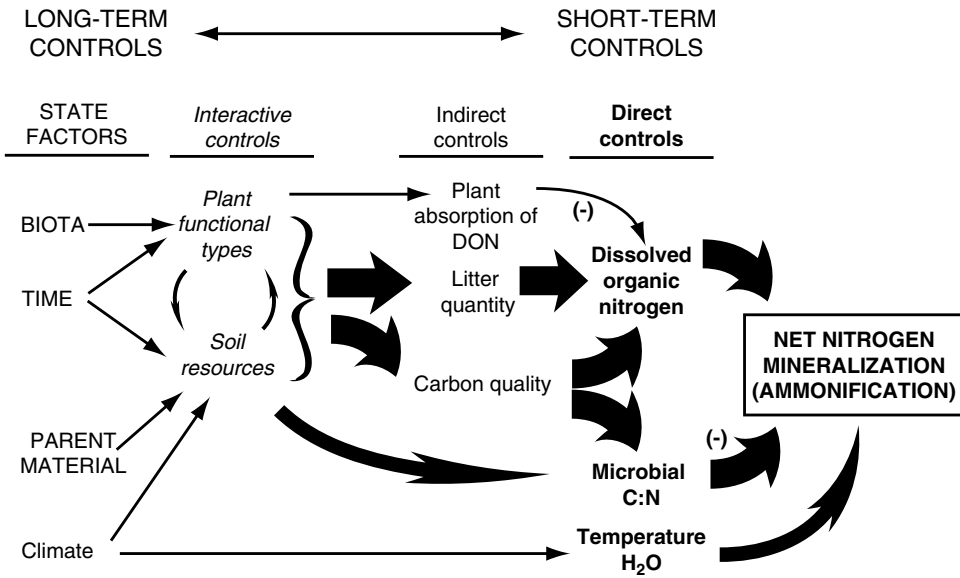 LONG-TERM
CONTROLS
SHORT-TERM
CONTROLS
STATE
FACTORS
Interactive
controls
Indirect
controls
Direct
controls
BIOTA
TIME
PARENT
MATERIAL
Climate
Plant
functional
types
Soil
resources
Plant
absorption of
DON
Litter
quantity
Carbon quality
(-)
Dissolved
organic
nitrogen
Microbial
C:N
(-)
Temperature
H₂O
NET NITROGEN
MINERALIZATION
(AMMONIFICATION)